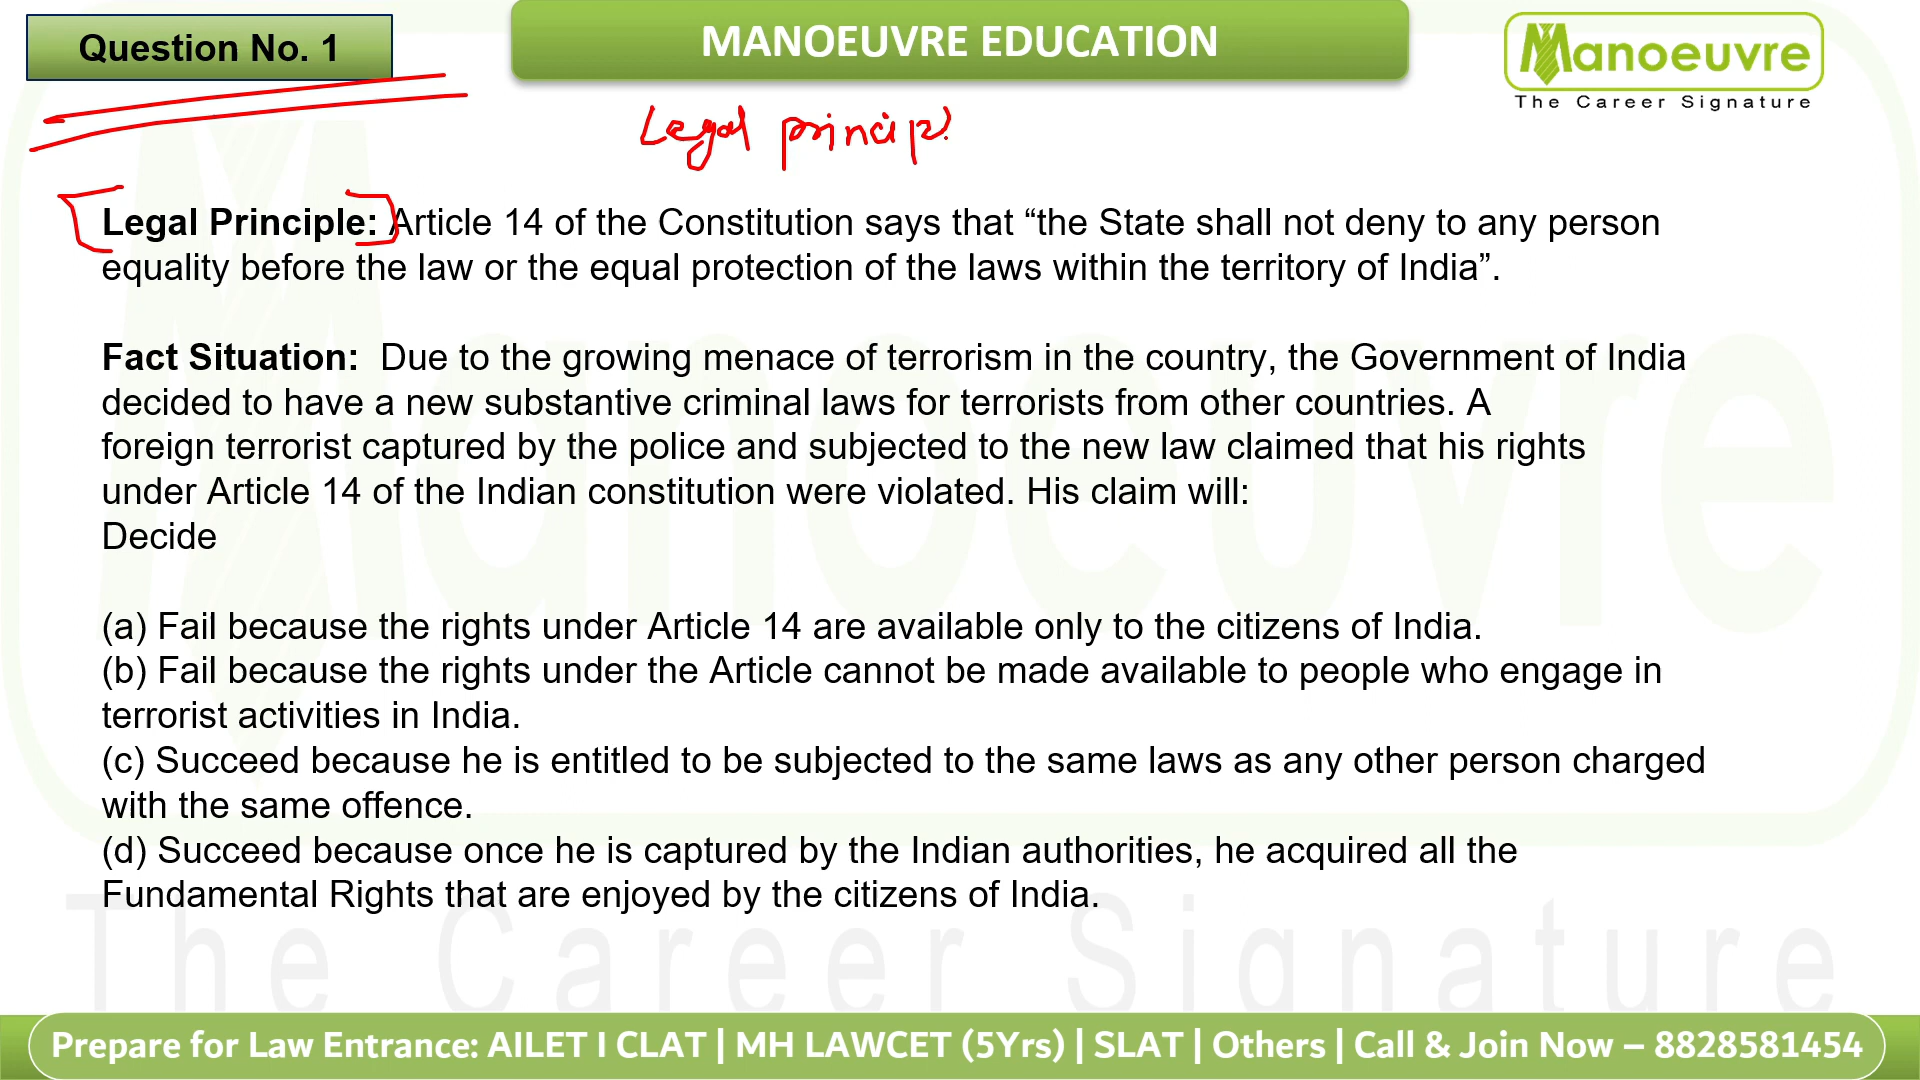 Question No. 1
MANOEUVRE EDUCATION
Manoeuvre
The Career Signature
Legal
Legal Principle: Article 14 of the Constitution says that “the State shall not deny to any person
equality before the law or the equal protection of the laws within the territory of India”.
Fact Situation: Due to the growing menace of terrorism in the country, the Government of India
decided to have a new substantive criminal laws for terrorists from other countries. A
foreign terrorist captured by the police and subjected to the new law claimed that his rights
under Article 14 of the Indian constitution were violated. His claim will:
Decide
(a) Fail because the rights under Article 14 are available only to the citizens of India.
(b) Fail because the rights under the Article cannot be made available to people who engage in
terrorist activities in India.
(c) Succeed because he is entitled to be subjected to the same laws as any other person charged
with the same offence.
(d) Succeed because once he is captured by the Indian authorities, he acquired all the
Fundamental Rights that are enjoyed by the citizens of India.
Manoeuvre
The Career Signature
Prepare for Law Entrance: AILET I CLAT | MH LAWCET (5Yrs) | SLAT | Others | Call & Join Now – 8828581454